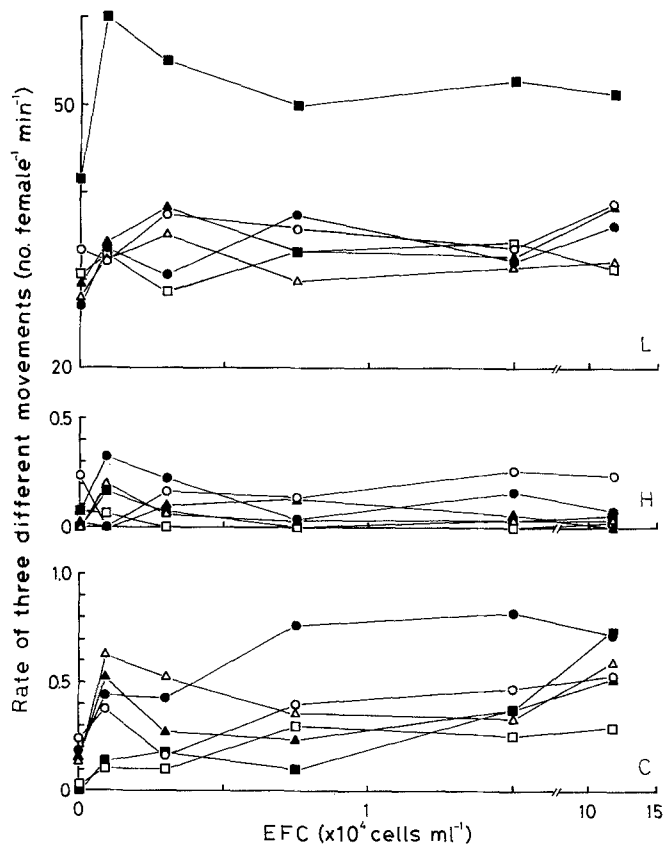 Rate of three different movements (no. female⁻¹ min⁻¹)
50
20
L
0.5
0
H
1.0
0.5
0
C
0 1 10 15
EFC (x10⁴ cells ml⁻¹)